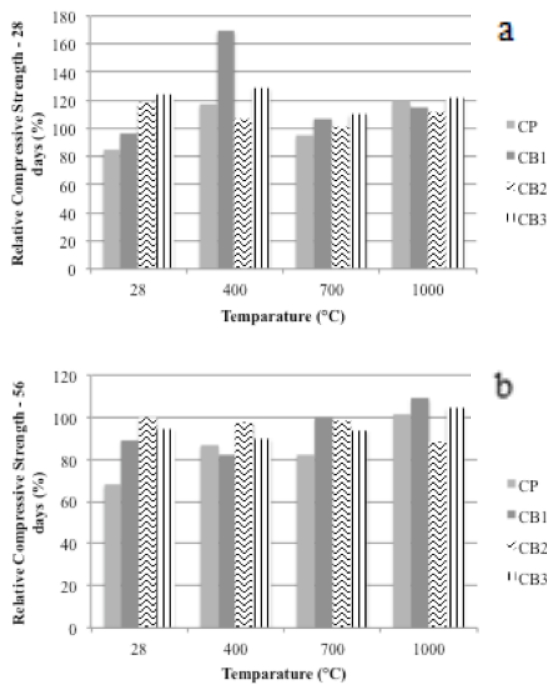 a
Relative Compressive Strength - 28
days (%)
180
160
140
120
100
80
60
40
20
0
28 400 700 1000
Temparature (°C)
CP
CB1
CB2
CB3
b
Relative Compressive Strength - 56
days (%)
120
100
80
60
40
20
0
28 400 700 1000
Temparature (°C)
CP
CB1
CB2
CB3